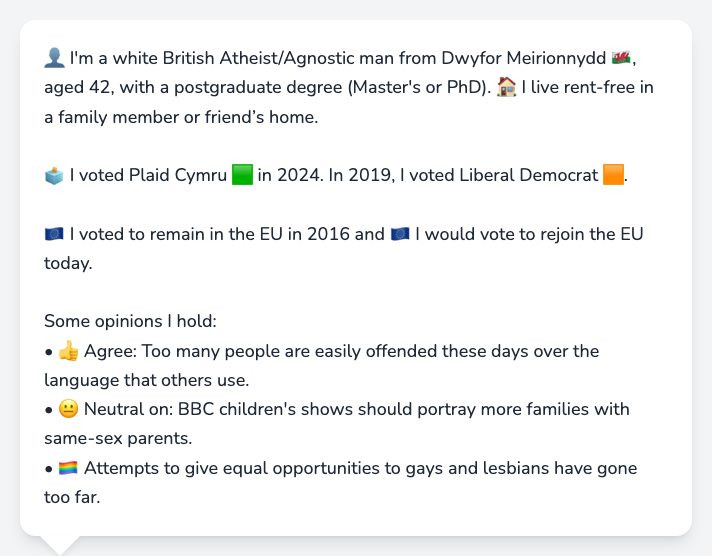 👤 I'm a white British Atheist/Agnostic man from Dwyfor Meirionnydd 🏴󠁧󠁢󠁷󠁬󠁳󠁿,
aged 42, with a postgraduate degree (Master's or PhD). 🏠 I live rent-free in
a family member or friend’s home.
🗳️ I voted Plaid Cymru 🟩 in 2024. In 2019, I voted Liberal Democrat 🟧.
🇪🇺 I voted to remain in the EU in 2016 and 🇪🇺 I would vote to rejoin the EU
today.
Some opinions I hold:
• 👍 Agree: Too many people are easily offended these days over the
language that others use.
• 😐 Neutral on: BBC children's shows should portray more families with
same-sex parents.
• 🏳️‍🌈 Attempts to give equal opportunities to gays and lesbians have gone
too far.